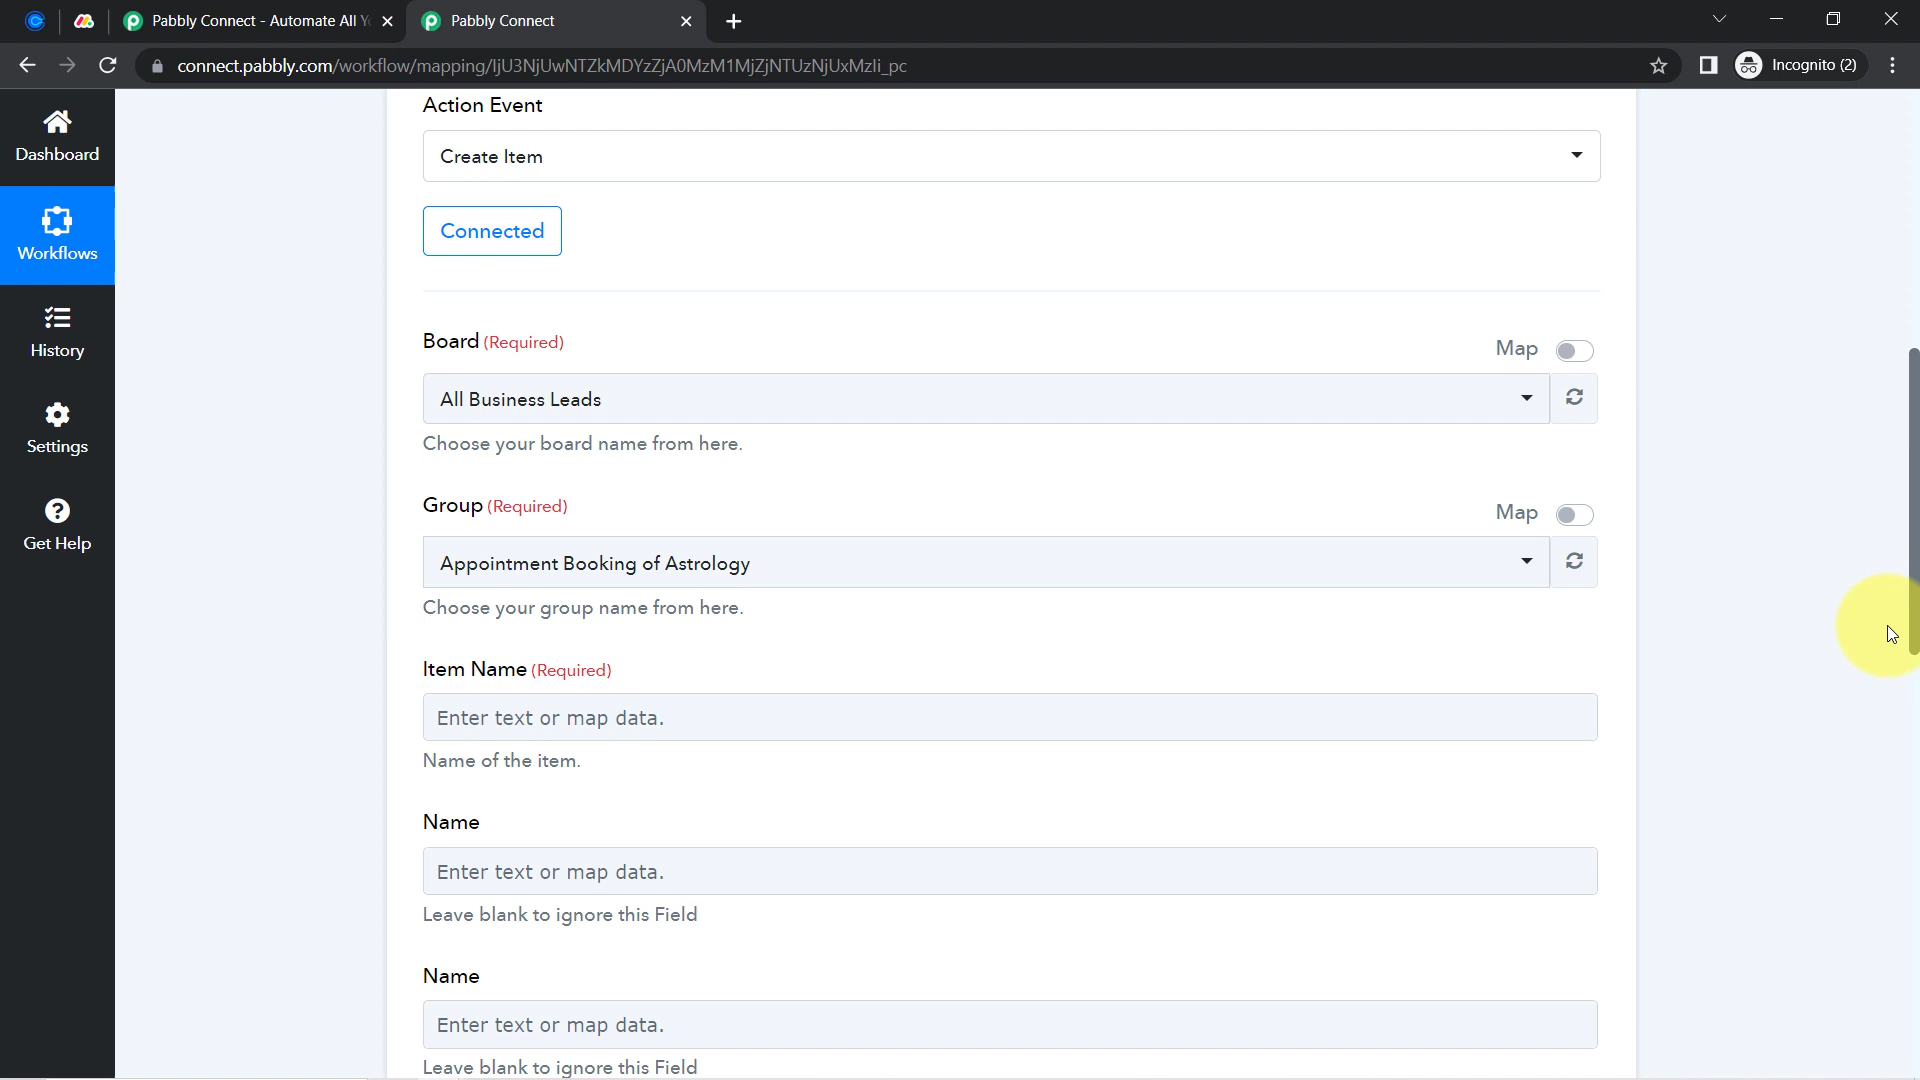 Pabbly Connect - Automate All Y
Pabbly Connect
connect.pabbly.com/workflow/mapping/IjU3NjUwNTZkMDYzZjA0MzM1MjZjNTUzNjUxMzIi_pc
Incognito (2)
Dashboard
Workflows
History
Settings
Get Help
Action Event
Create Item
Connected
Board (Required)
Map
All Business Leads
Choose your board name from here.
Group (Required)
Map
Appointment Booking of Astrology
Choose your group name from here.
Item Name (Required)
Enter text or map data.
Name of the item.
Name
Enter text or map data.
Leave blank to ignore this Field
Name
Enter text or map data.
Leave blank to ignore this Field